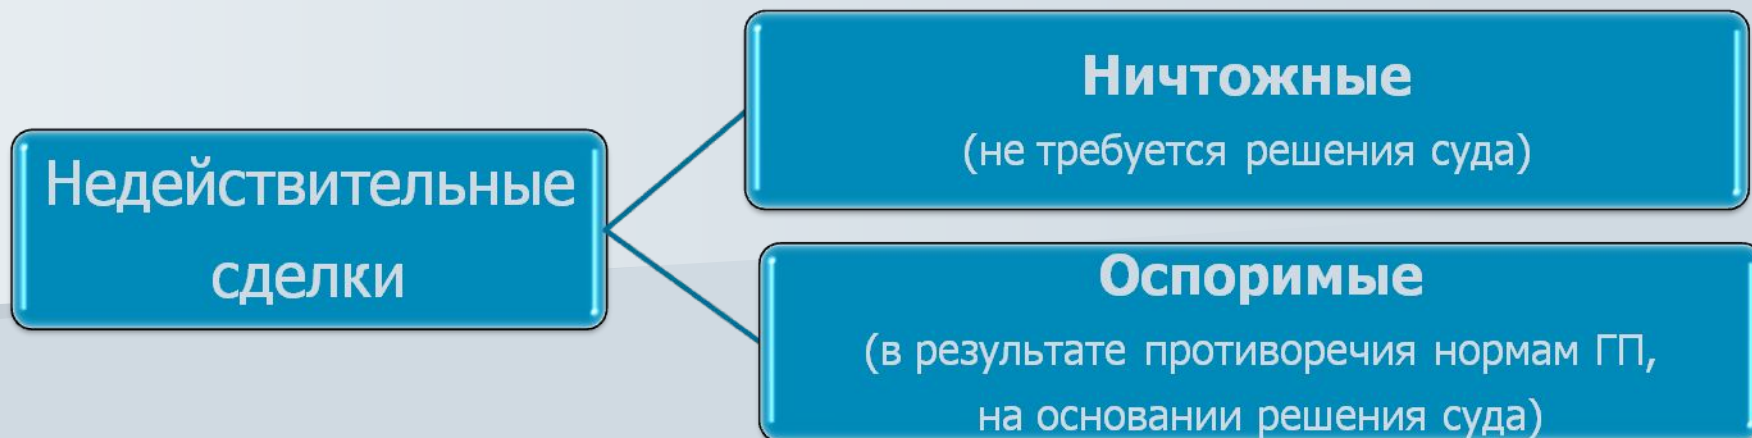 Недействительные
сделки
Ничтожные
(не требуется решения суда)
Оспоримые
(в результате противоречия нормам ГП,
на основании решения суда)